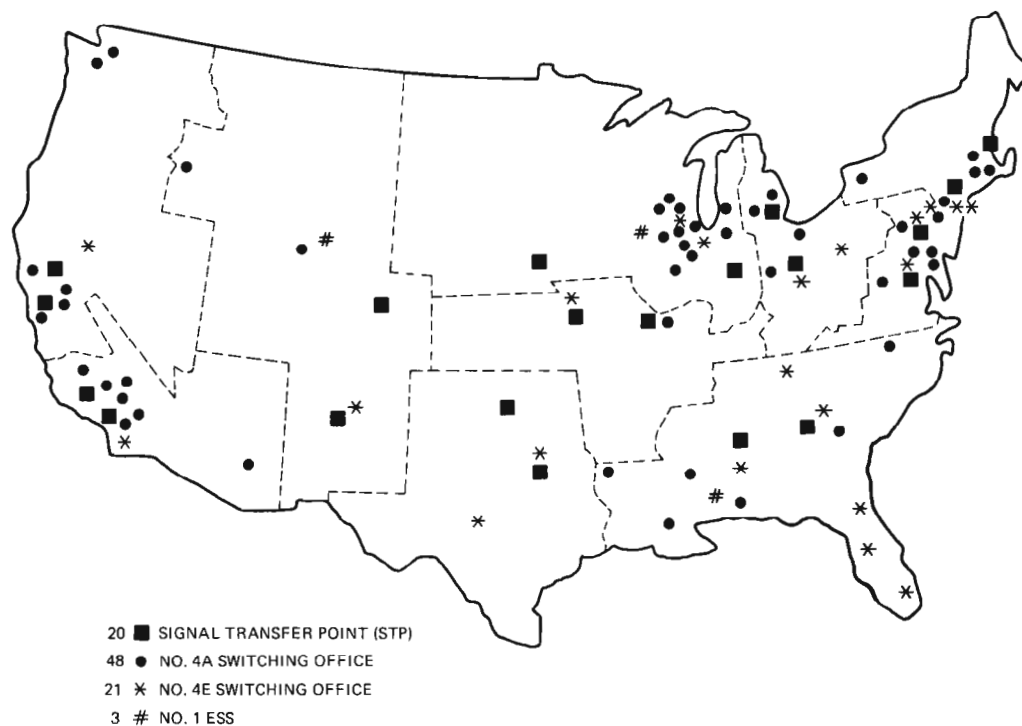 20 ■ SIGNAL TRANSFER POINT (STP)
48 ● NO. 4A SWITCHING OFFICE
21 * NO. 4E SWITCHING OFFICE
3 # NO. 1 ESS